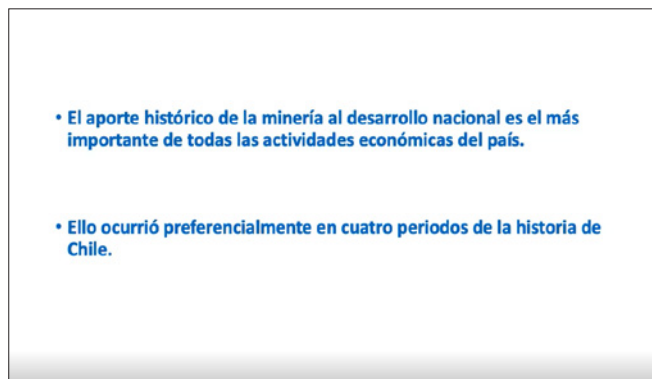 • El aporte histórico de la minería al desarrollo nacional es el más
importante de todas las actividades económicas del país.
• Ello ocurrió preferencialmente en cuatro periodos de la historia de
Chile.